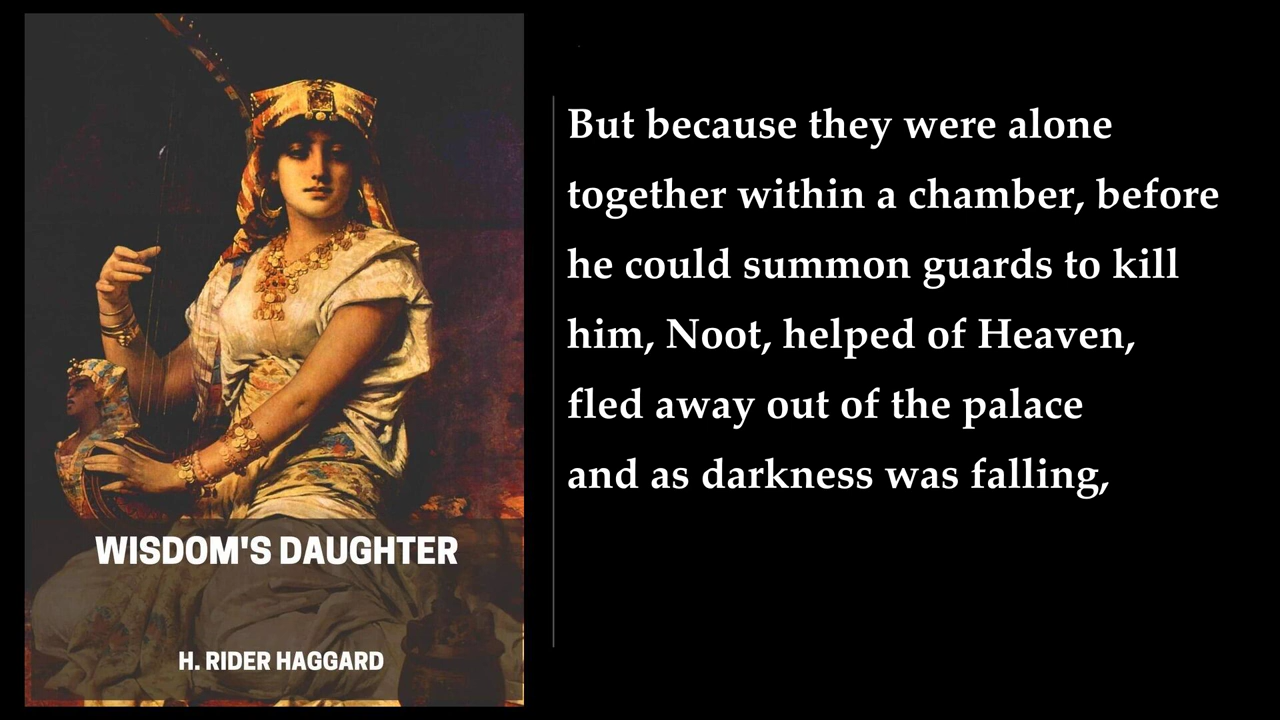 WISDOM'S DAUGHTER
H. RIDER HAGGARD
But because they were alone
together within a chamber, before
he could summon guards to kill
him, Noot, helped of Heaven,
fled away out of the palace
and as darkness was falling,